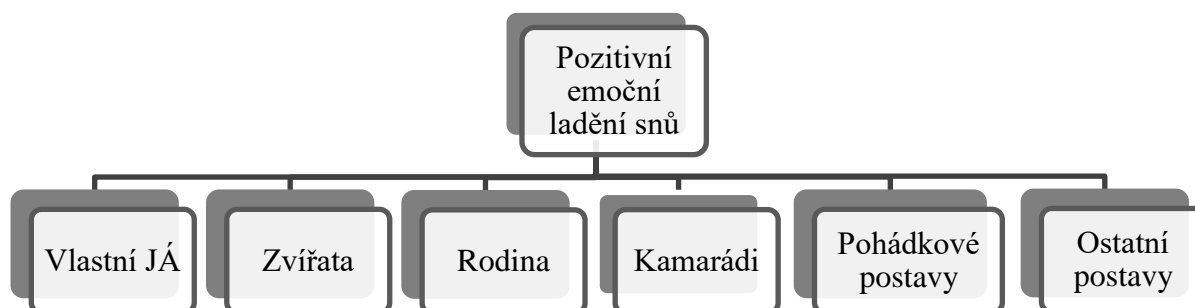 Pozitivní
emoční
ladění snů
Vlastní JÁ
Zvířata
Rodina
Kamarádi
Pohádkové
postavy
Ostatní
postavy